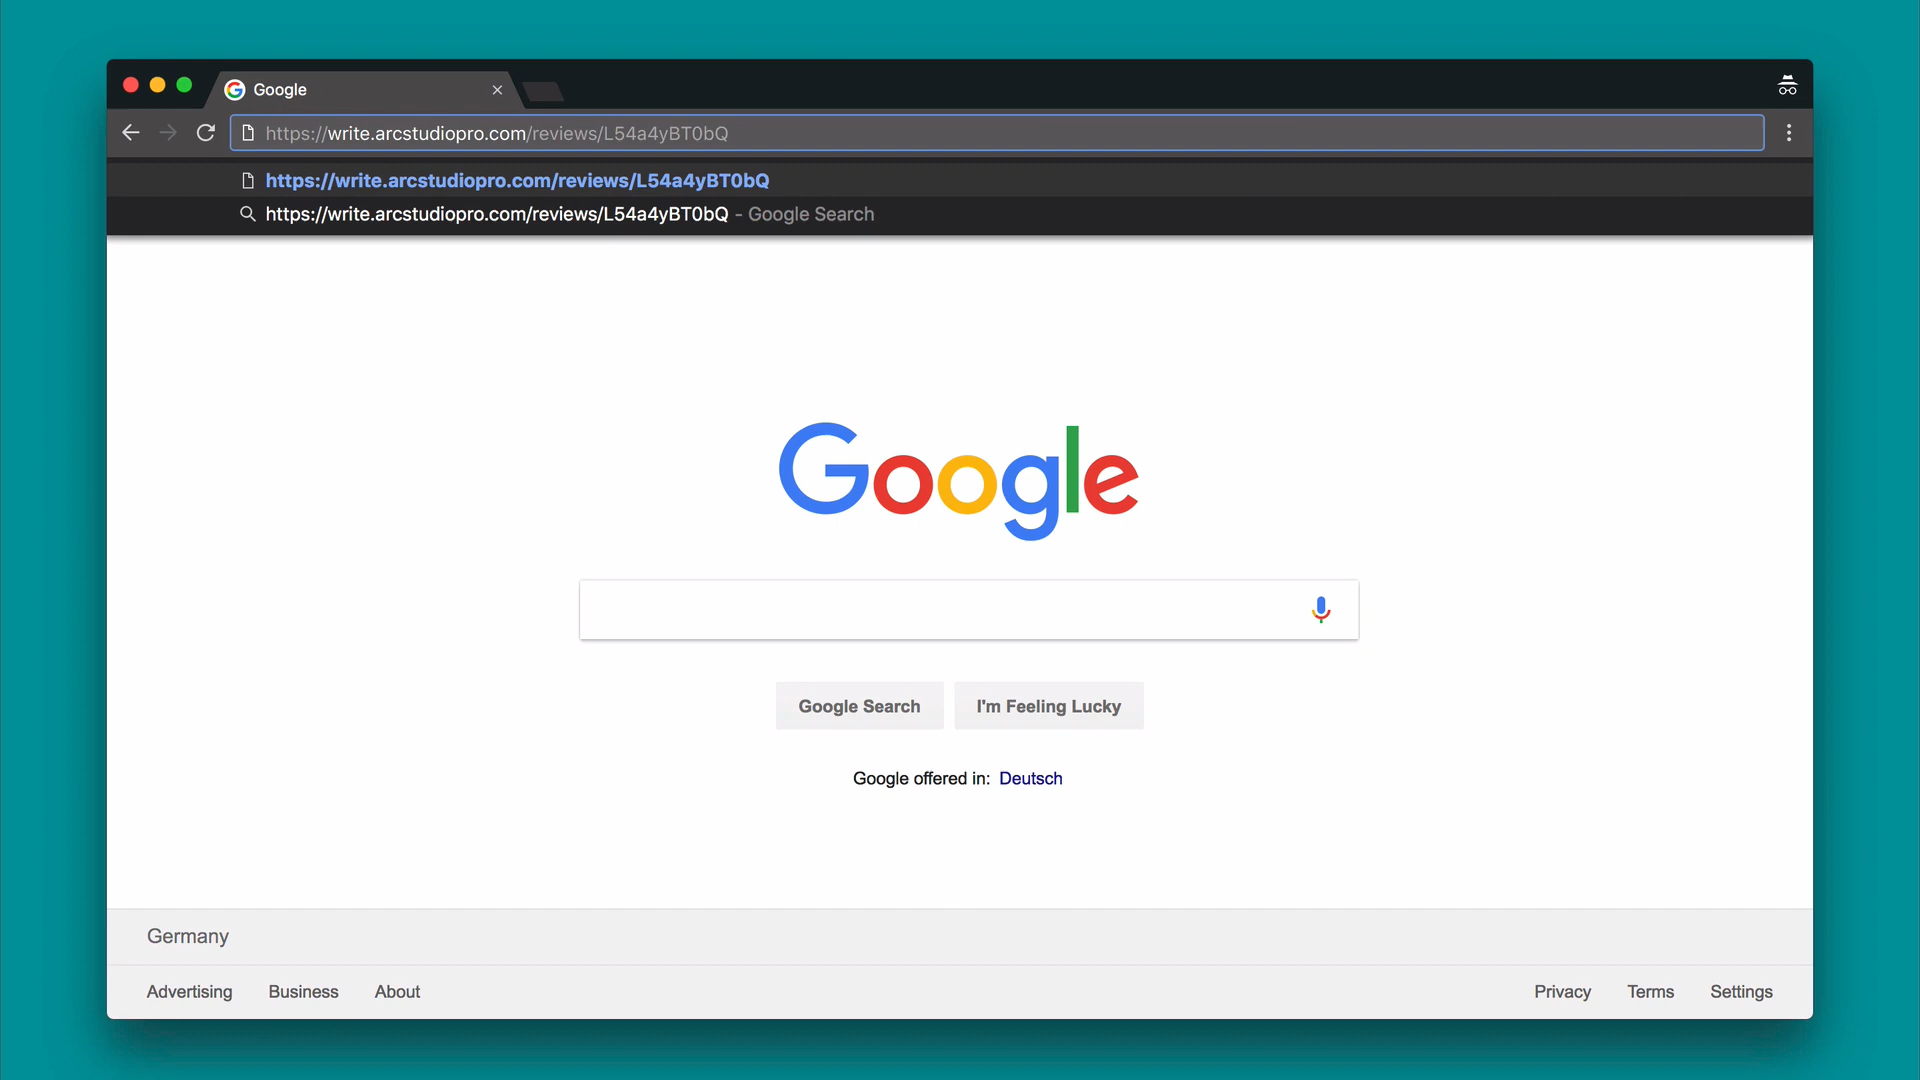 Google
https://write.arcstudiopro.com/reviews/L54a4yBT0bQ
https://write.arcstudiopro.com/reviews/L54a4yBT0bQ
https://write.arcstudiopro.com/reviews/L54a4yBT0bQ - Google Search
Google
Google Search I'm Feeling Lucky
Google offered in: Deutsch
Germany
Advertising Business About Privacy Terms Settings